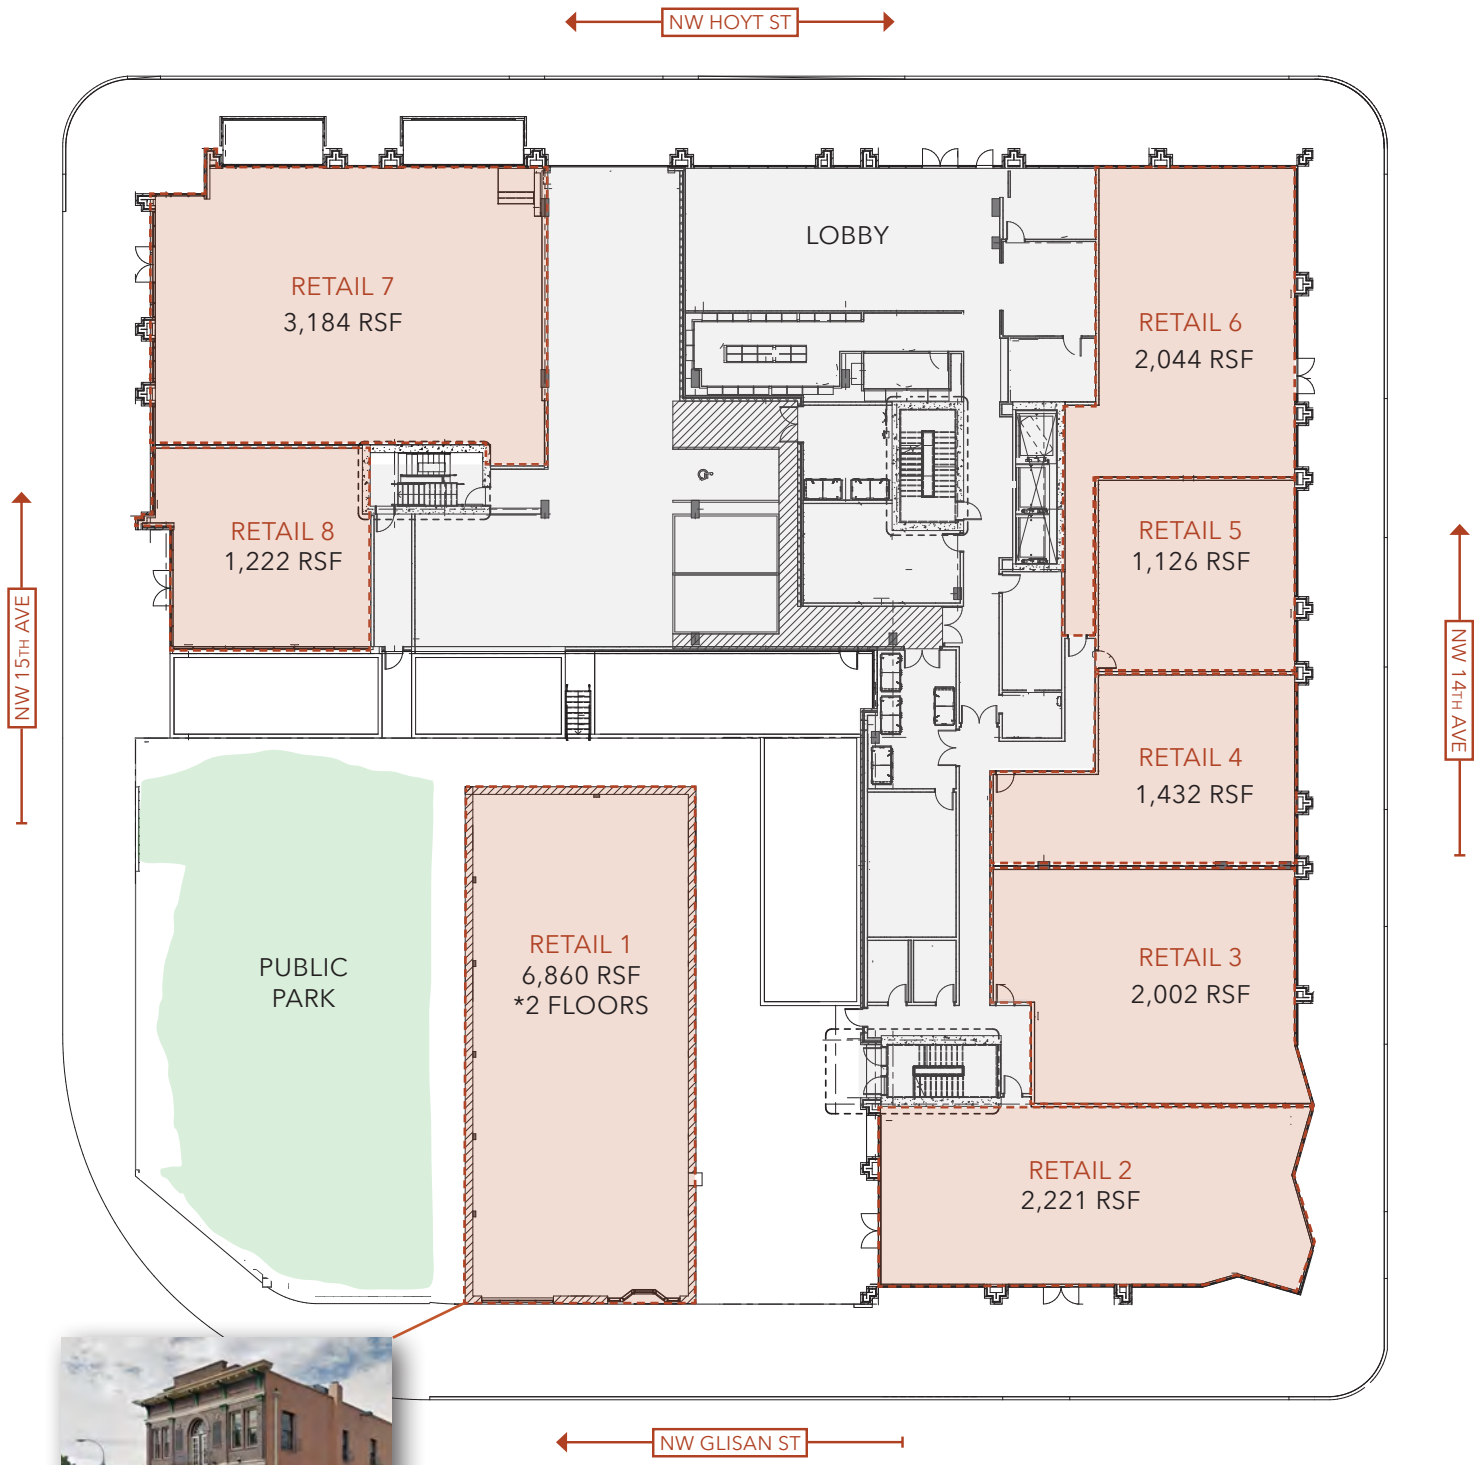 NW HOYT ST
LOBBY
RETAIL 7
3,184 RSF
RETAIL 6
2,044 RSF
RETAIL 8
1,222 RSF
RETAIL 5
1,126 RSF
NW 15TH AVE
NW 14TH AVE
RETAIL 4
1,432 RSF
RETAIL 1
6,860 RSF
*2 FLOORS
PUBLIC
PARK
RETAIL 3
2,002 RSF
RETAIL 2
2,221 RSF
NW GLISAN ST